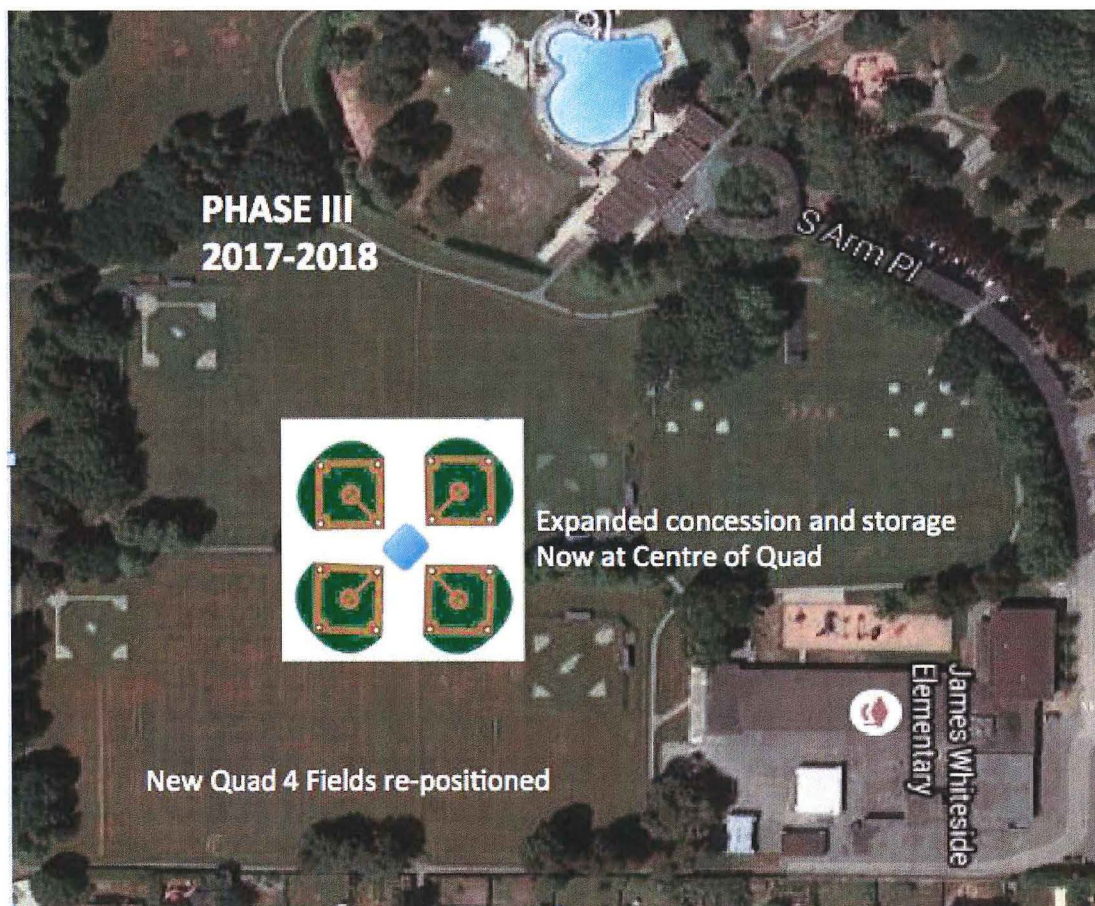 PHASE III
2017-2018
S Arm Pl
Expanded concession and storage
Now at Centre of Quad
James Whiteside
Elementary
New Quad 4 Fields re-positioned